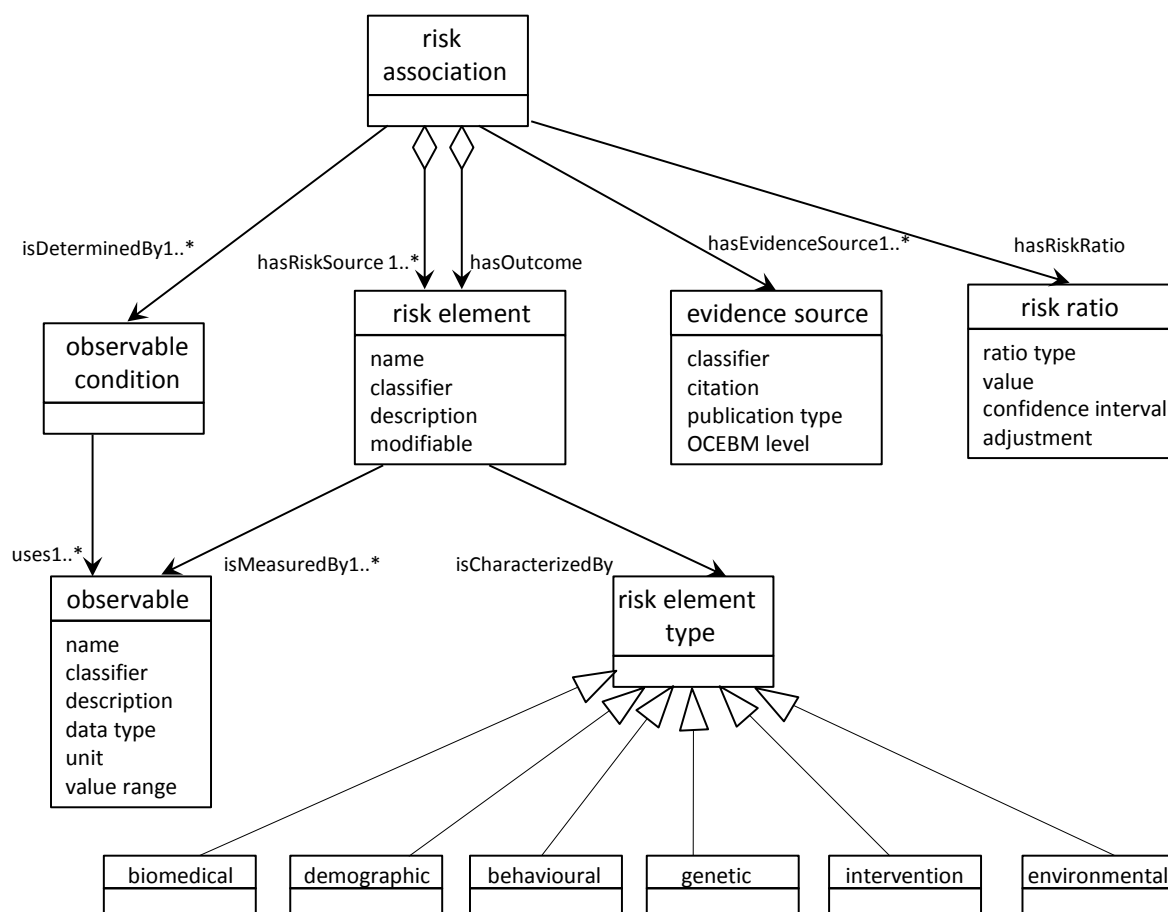 risk
association
isDeterminedBy1..*
hasRiskSource 1..*
hasOutcome
hasEvidenceSource1..*
hasRiskRatio
observable
condition
risk element
name
classifier
description
modifiable
evidence source
classifier
citation
publication type
OCEBM level
risk ratio
ratio type
value
confidence interval
adjustment
uses1..*
isMeasuredBy1..*
isCharacterizedBy
observable
name
classifier
description
data type
unit
value range
risk element
type
biomedical
demographic
behavioural
genetic
intervention
environmental